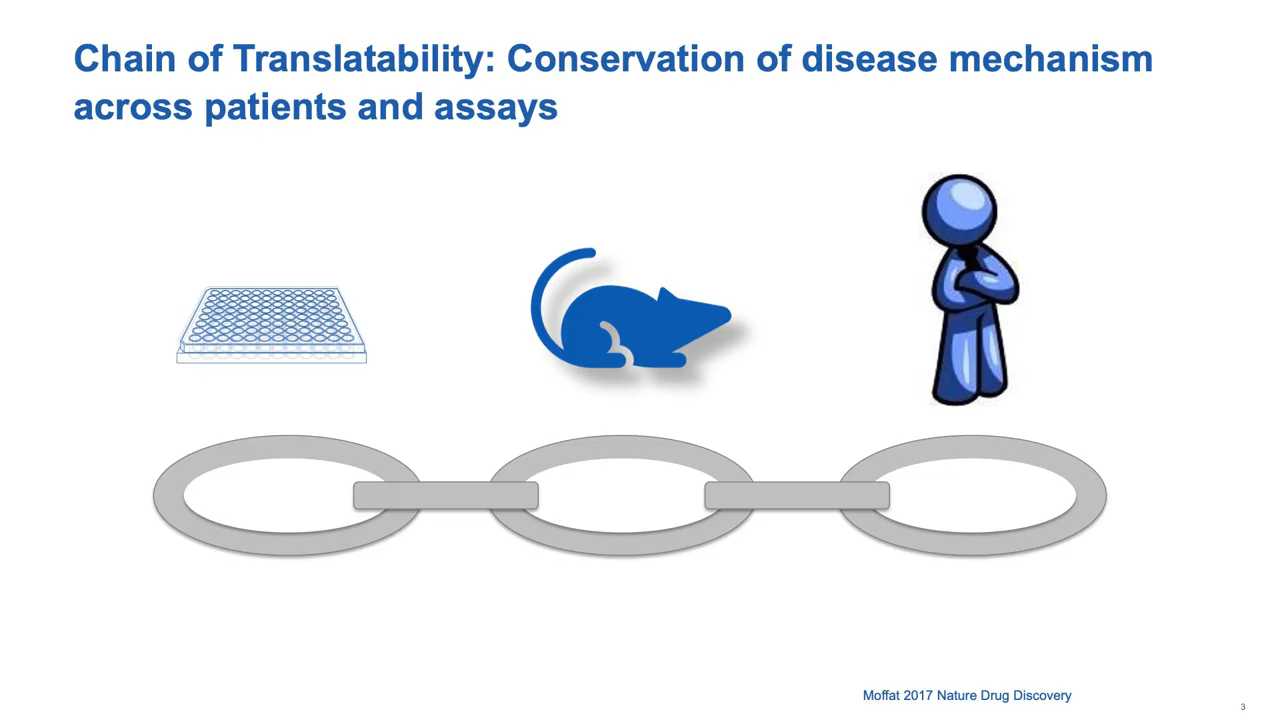 Chain of Translatability: Conservation of disease mechanism
across patients and assays
Moffat 2017 Nature Drug Discovery
3